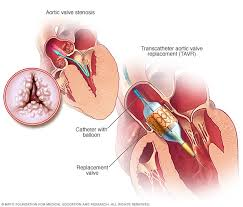 Aortic valve stenosis
Transcatheter aortic valve
replacement (TAVR)
Catheter with
balloon
Replacement
valve
© MAYO FOUNDATION FOR MEDICAL EDUCATION AND RESEARCH. ALL RIGHTS RESERVED.